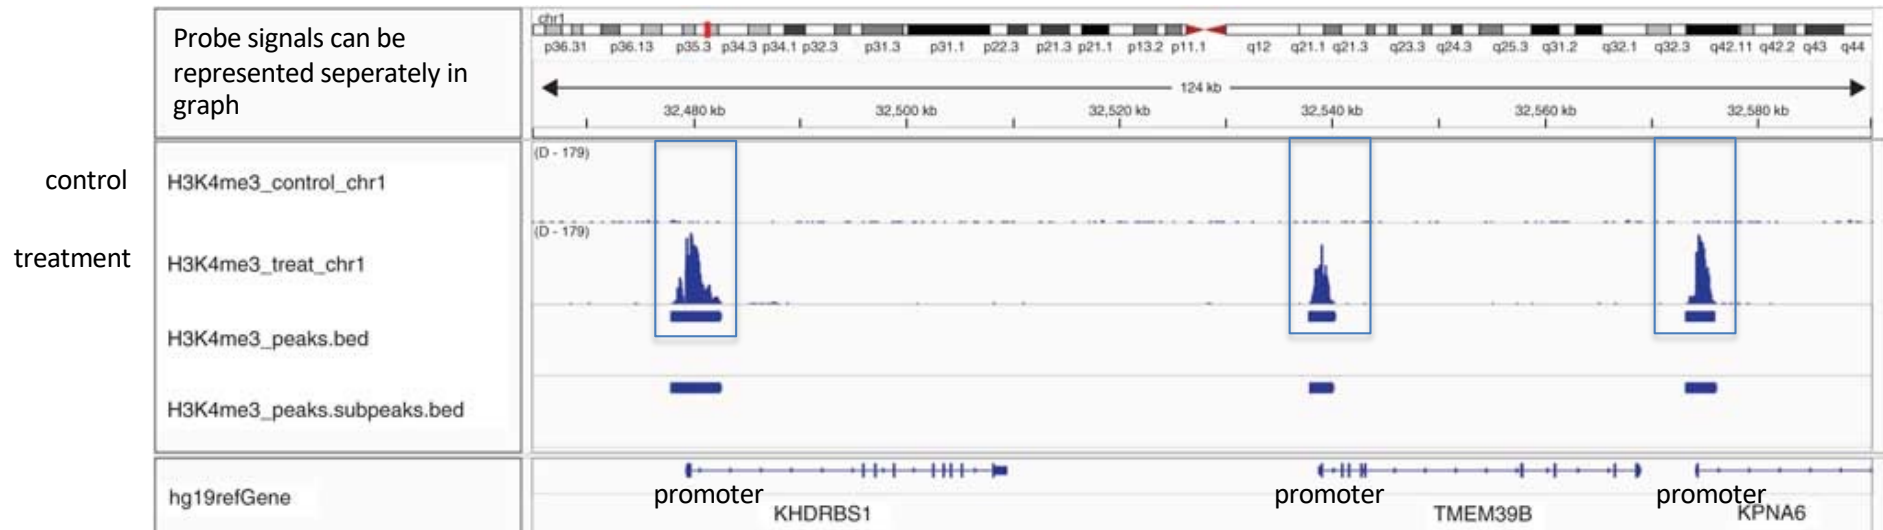 Probe signals can be
represented seperately in
graph
chr1
p36.31 p36.13 p35.3 p34.3 p34.1 p32.3 p31.3 p31.1 p22.3 p21.3 p21.1 p13.2 p11.1 q12 q21.1 q21.3 q23.3 q24.3 q25.3 q31.2 q32.1 q32.3 q42.11 q42.2 q43 q44
124 kb
32,480 kb 32,500 kb 32,520 kb 32,540 kb 32,560 kb 32,580 kb
(D - 179)
control H3K4me3_control_chr1
(D - 179)
treatment H3K4me3_treat_chr1
H3K4me3_peaks.bed
H3K4me3_peaks.subpeaks.bed
hg19refGene promoter promoter promoter
KHDRBS1 TMEM39B KPNA6